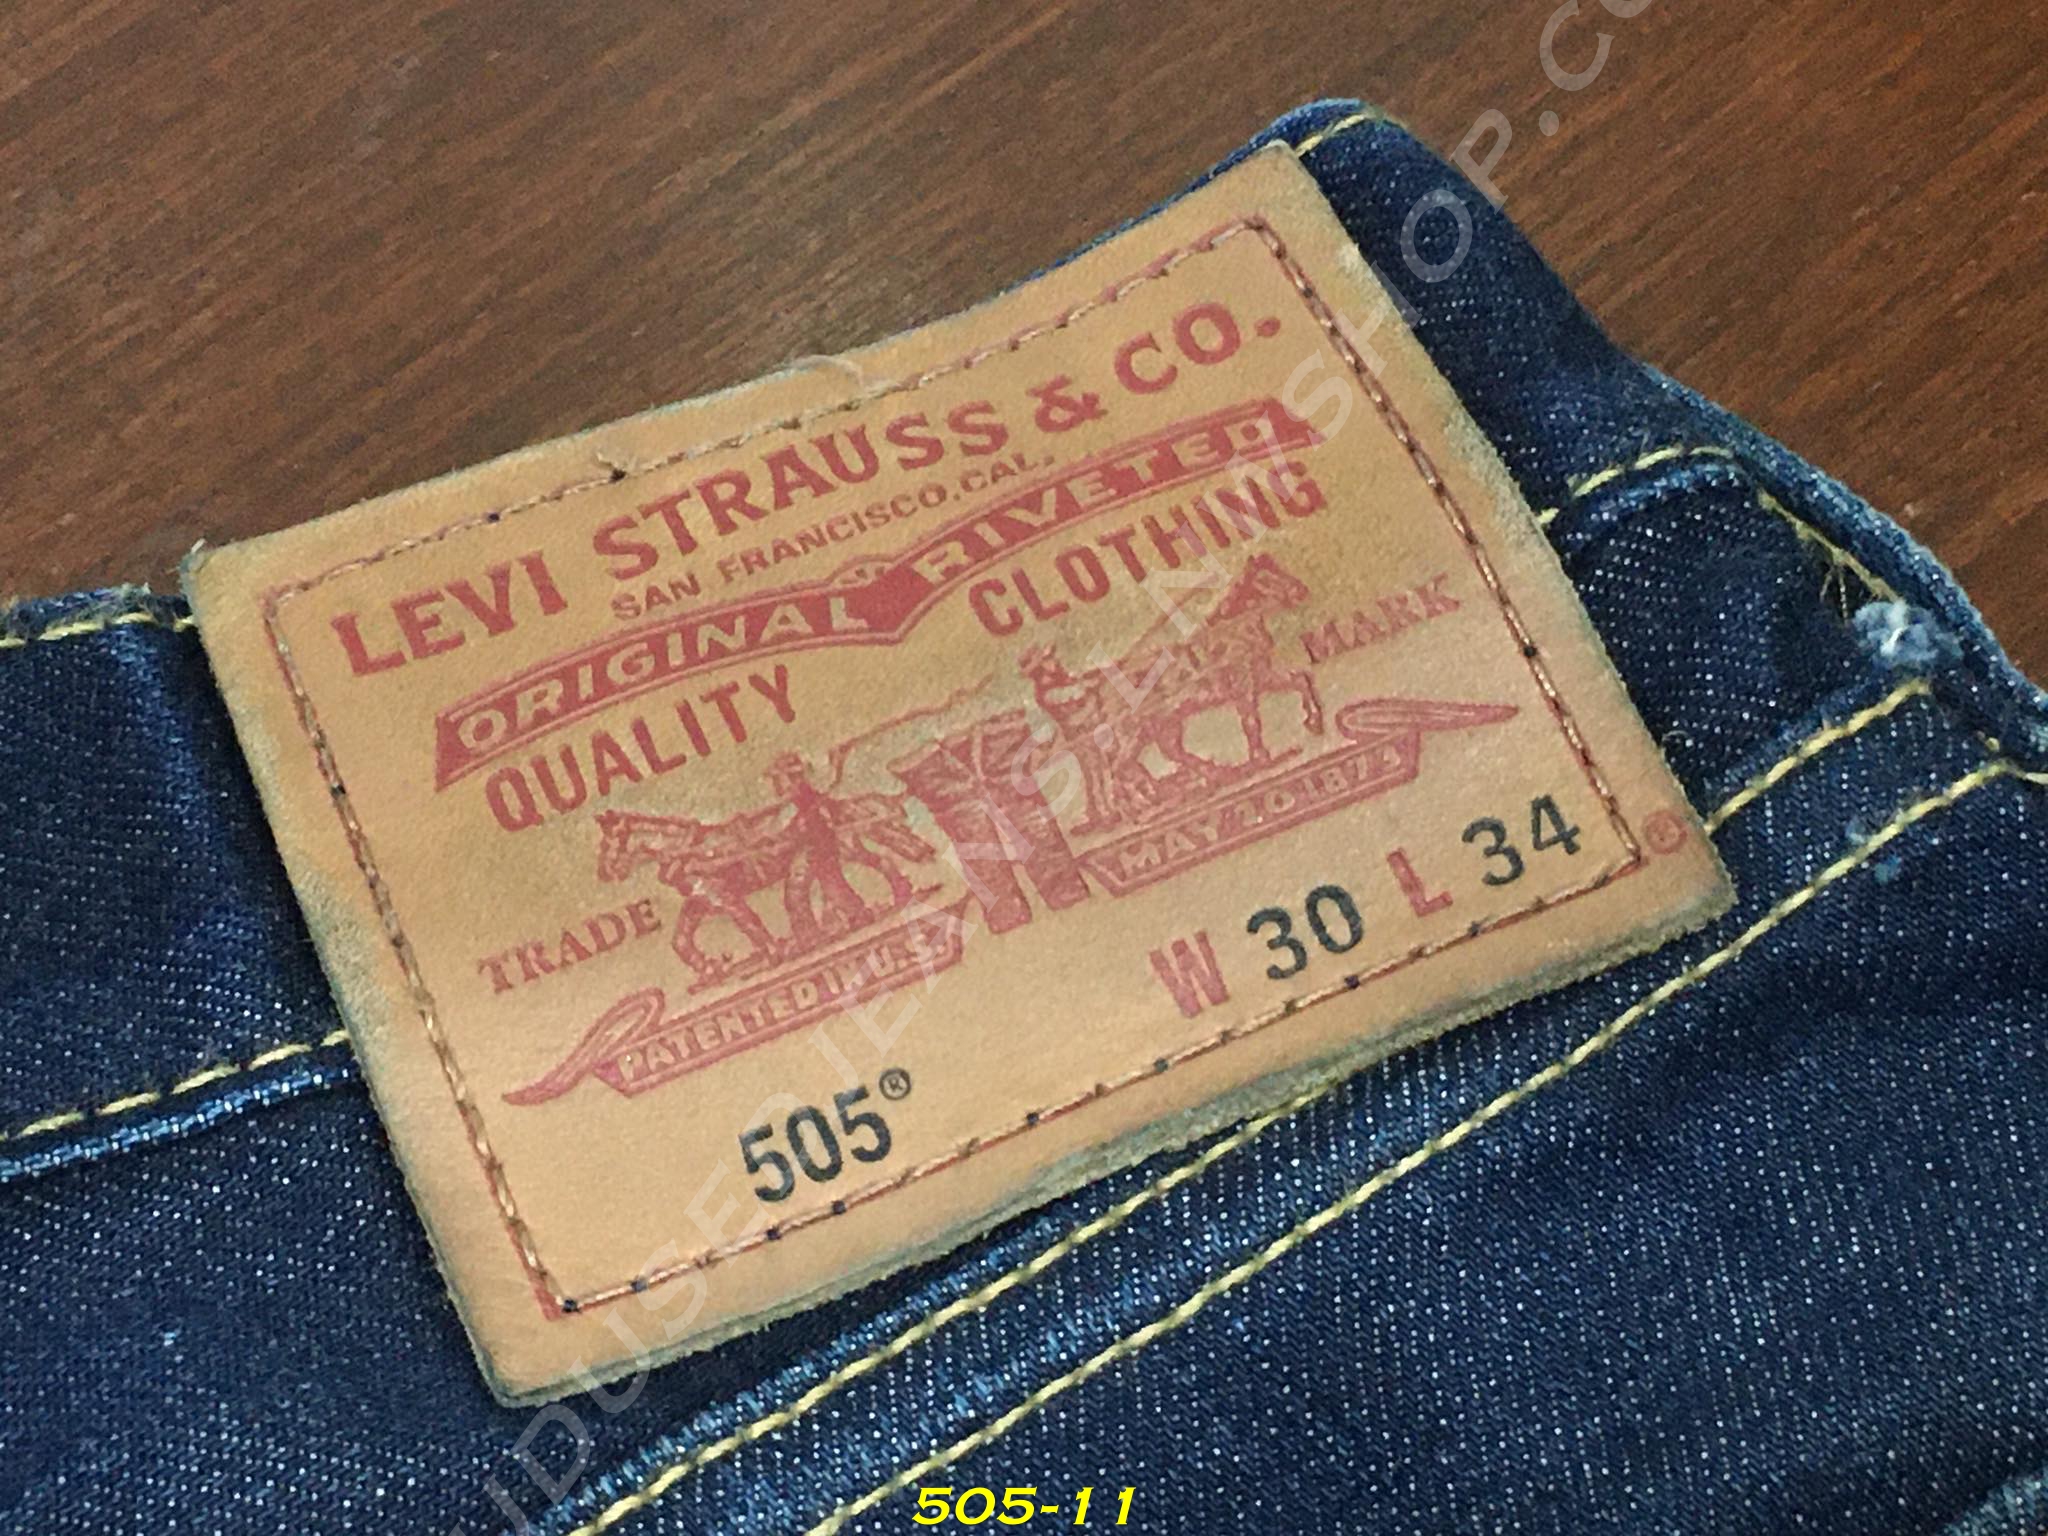 LEVI STRAUSS & CO.
SAN FRANCISCO, CAL.
ORIGINAL RIVETED
QUALITY CLOTHING
TRADE MARK
PATENTED IN U.S.
MAY 20 1873
W 30 L 34
®
505®
505-11